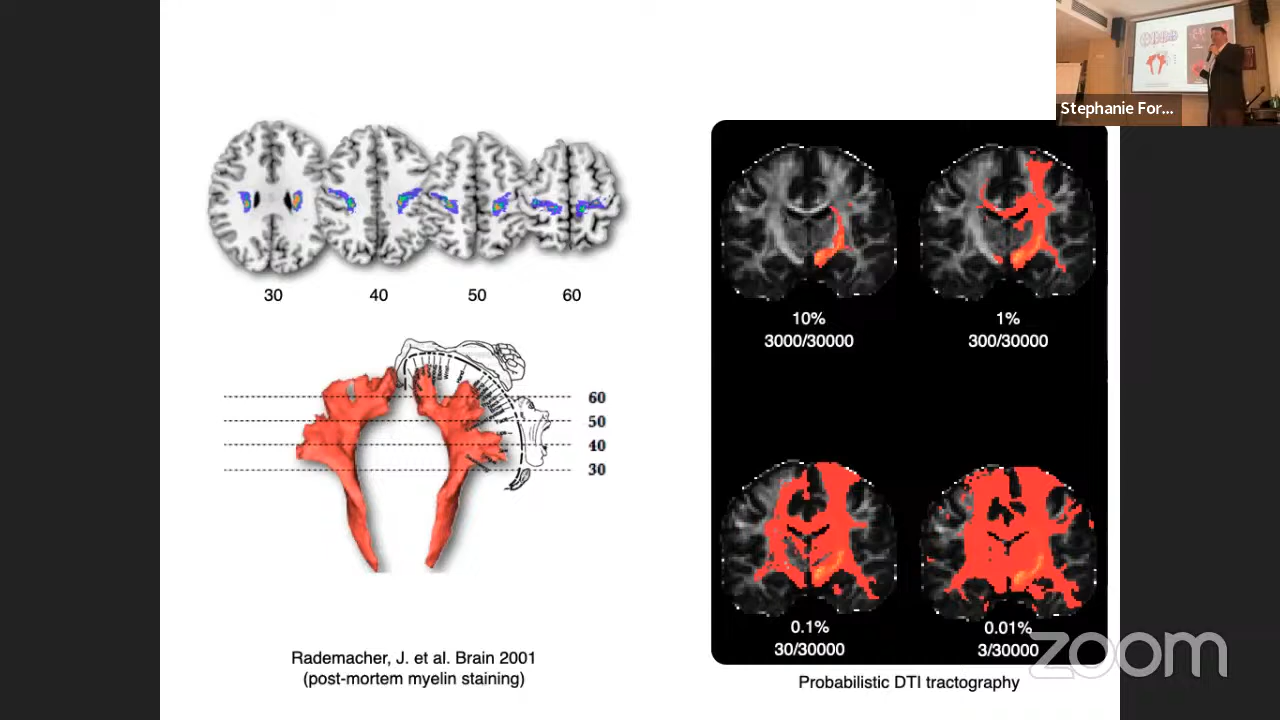 Stephanie For...
30 40 50 60
60
50
40
30
Rademacher, J. et al. Brain 2001
(post-mortem myelin staining)
10%
3000/30000
1%
300/30000
0.1%
30/30000
0.01%
3/30000
Probabilistic DTI tractography
zoom